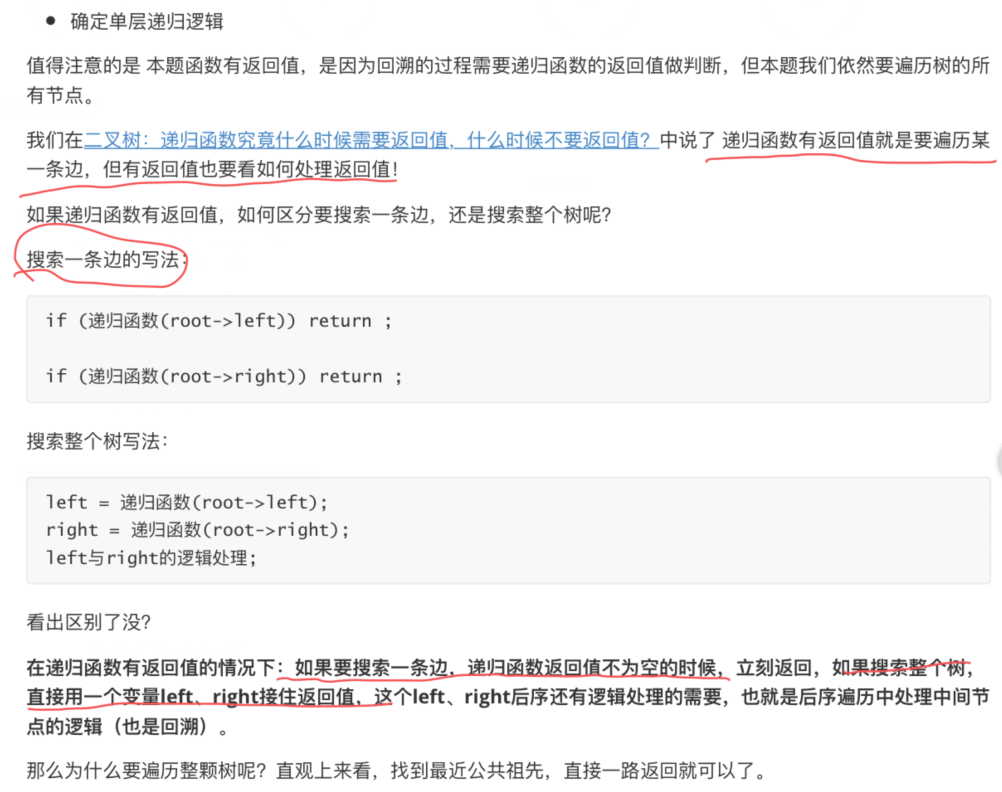 • 确定单层递归逻辑
值得注意的是 本题函数有返回值，是因为回溯的过程需要递归函数的返回值做判断，但本题我们依然要遍历树的所
有节点。
我们在二叉树：递归函数究竟什么时候需要返回值，什么时候不要返回值？中说了 递归函数有返回值就是要遍历某
一条边，但有返回值也要看如何处理返回值！
如果递归函数有返回值，如何区分要搜索一条边，还是搜索整个树呢？
搜索一条边的写法：
if (递归函数(root->left)) return ;
if (递归函数(root->right)) return ;
搜索整个树写法：
left = 递归函数(root->left);
right = 递归函数(root->right);
left与right的逻辑处理;
看出区别了没？
在递归函数有返回值的情况下：如果要搜索一条边，递归函数返回值不为空的时候，立刻返回，如果搜索整个树，
直接用一个变量left、right接住返回值，这个left、right后序还有逻辑处理的需要，也就是后序遍历中处理中间节
点的逻辑（也是回溯）。
那么为什么要遍历整颗树呢？直观上来看，找到最近公共祖先，直接一路返回就可以了。